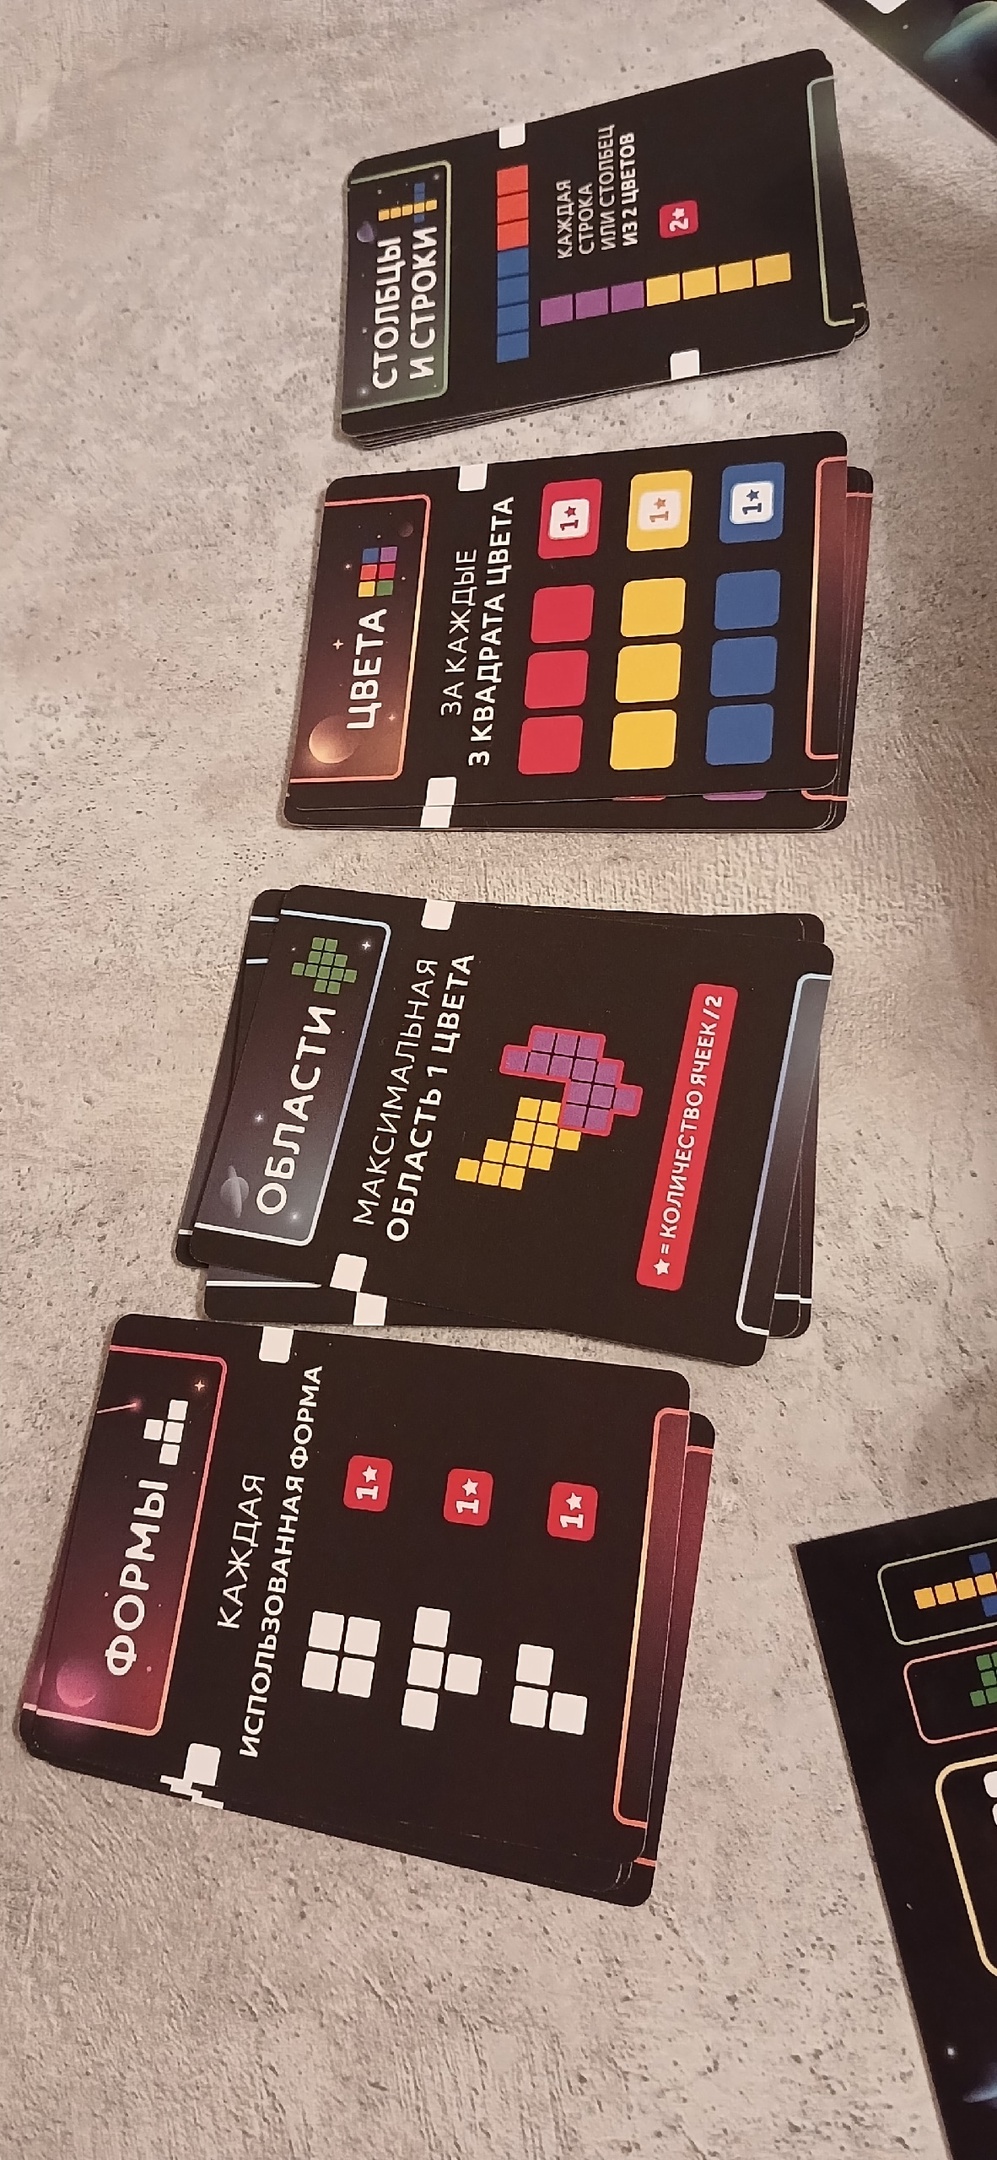 ФОРМЫ
КАЖДАЯ
ИСПОЛЬЗОВАННАЯ ФОРМА
1★
1★
1★
ОБЛАСТИ
МАКСИМАЛЬНАЯ
ОБЛАСТЬ 1 ЦВЕТА
★ = КОЛИЧЕСТВО ЯЧЕЕК / 2
ЦВЕТА
ЗА КАЖДЫЕ
3 КВАДРАТА ЦВЕТА
1★
1★
1★
СТОЛБЦЫ
И СТРОКИ
КАЖДАЯ
СТРОКА
ИЛИ СТОЛБЕЦ
ИЗ 2 ЦВЕТОВ
2★